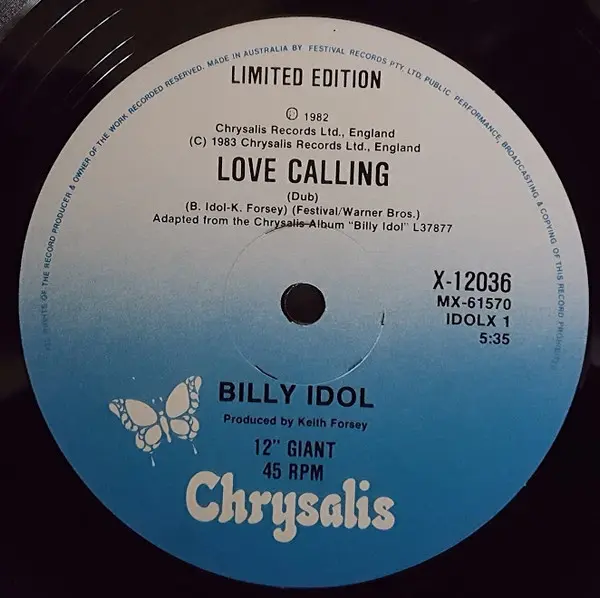 ALL RIGHTS OF THE RECORD PRODUCER & OWNER OF THE WORK RECORDED RESERVED. MADE IN AUSTRALIA BY FESTIVAL RECORDS PTY. LTD. PUBLIC PERFORMANCE, BROADCASTING & COPYING OF THIS RECORD PROHIBITED
LIMITED EDITION
Ⓟ 1982
Chrysalis Records Ltd., England
(C) 1983 Chrysalis Records Ltd., England
LOVE CALLING
(Dub)
(B. Idol-K. Forsey) (Festival/Warner Bros.)
Adapted from the Chrysalis Album "Billy Idol" L37877
X-12036
MX-61570
IDOLX 1
5:35
BILLY IDOL
Produced by Keith Forsey
12" GIANT
45 RPM
Chrysalis